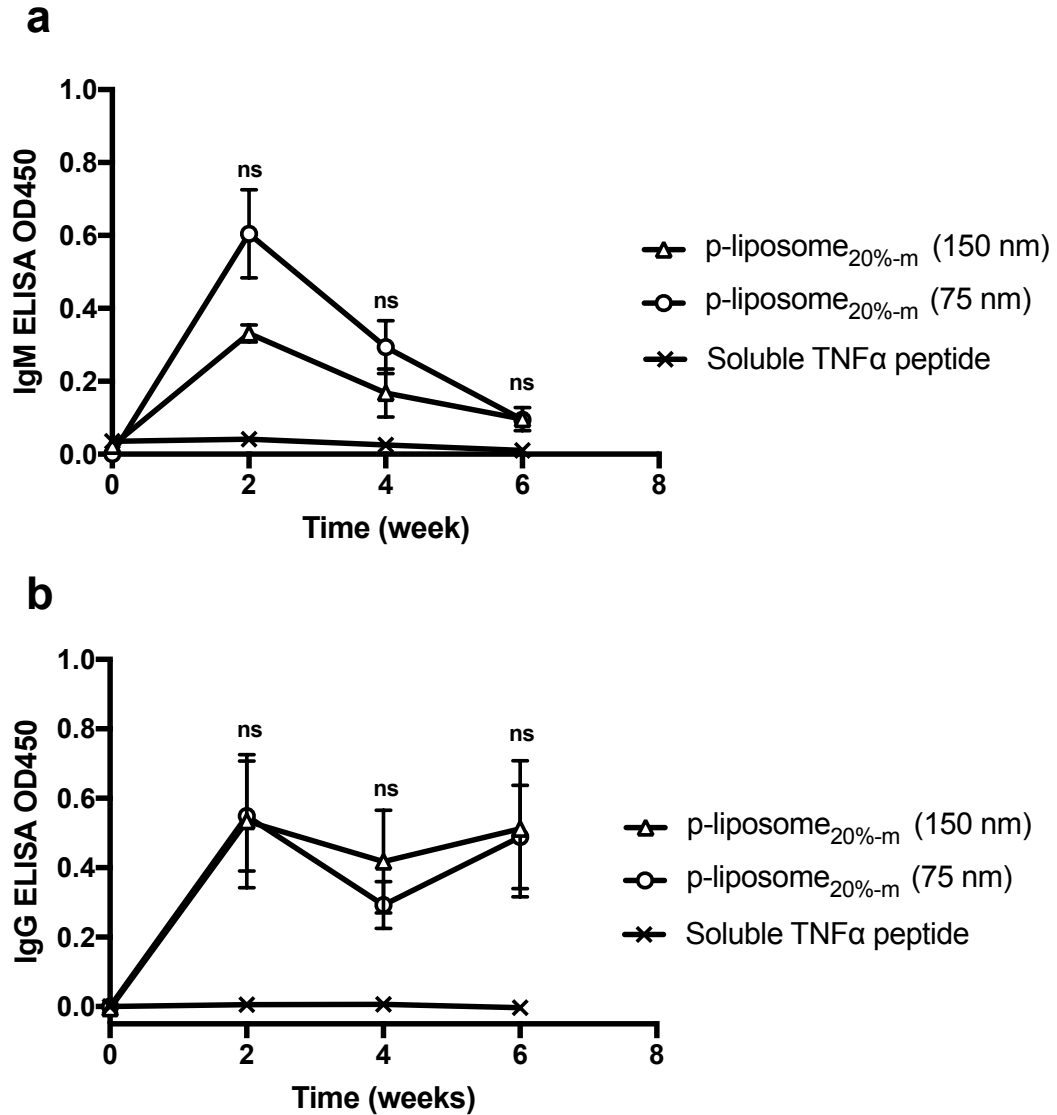 a
1.0
0.8
0.6
0.4
0.2
0.0
IgM ELISA OD450
ns
ns
ns
0 2 4 6 8
Time (week)
p-liposome20%-m (150 nm)
p-liposome20%-m (75 nm)
Soluble TNFα peptide
b
1.0
0.8
0.6
0.4
0.2
0.0
IgG ELISA OD450
ns
ns
ns
0 2 4 6 8
Time (weeks)
p-liposome20%-m (150 nm)
p-liposome20%-m (75 nm)
Soluble TNFα peptide